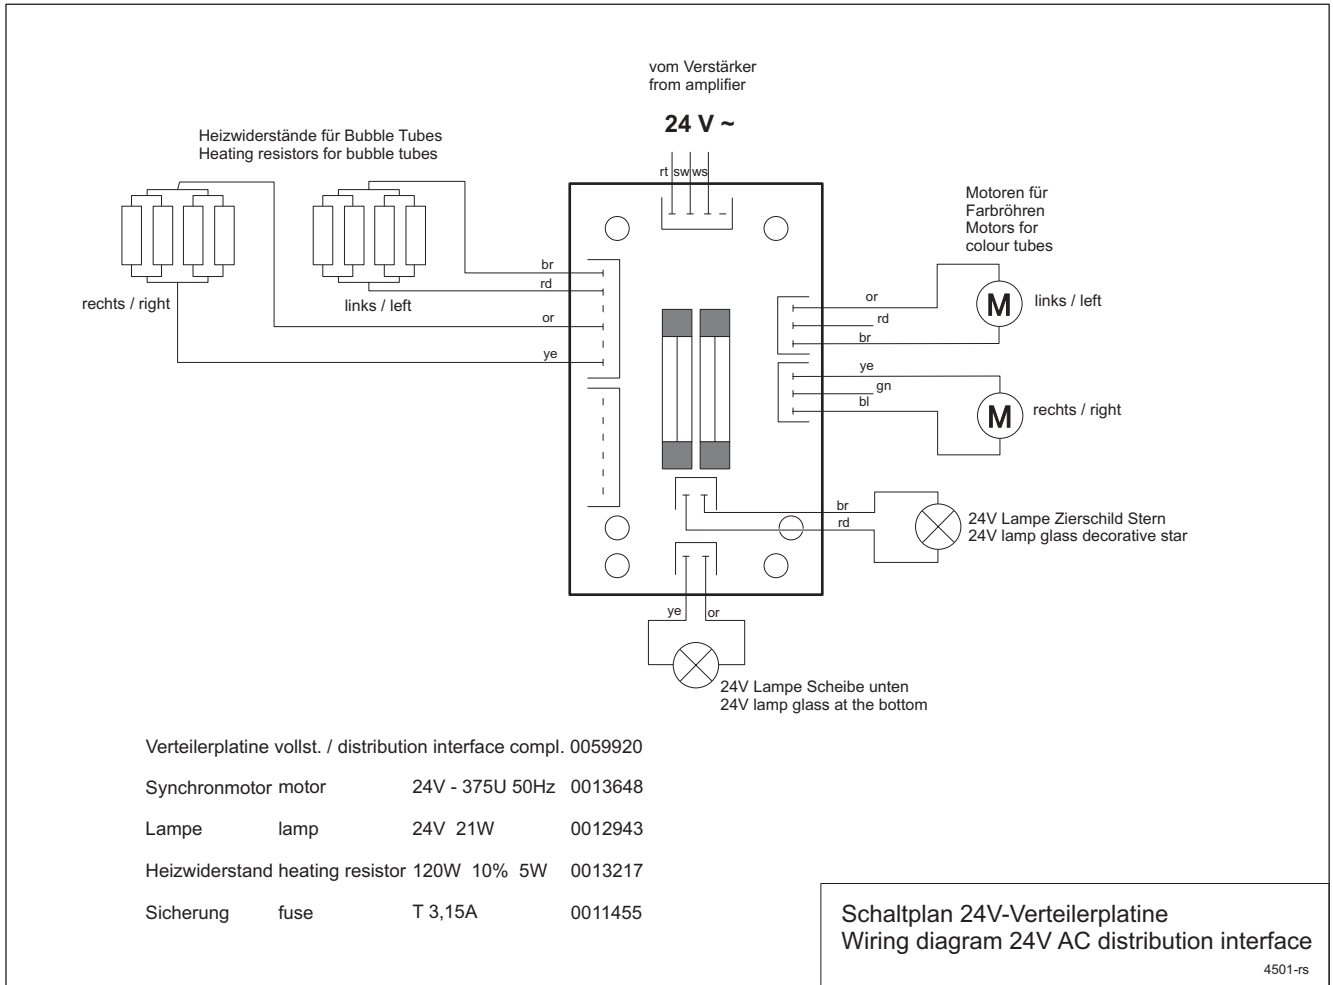 vom Verstärker
from amplifier
24 V ~
rt sw ws
Heizwiderstände für Bubble Tubes
Heating resistors for bubble tubes
rechts / right
links / left
br
rd
or
ye
Motoren für
Farbröhren
Motors for
colour tubes
or
rd
br
M
links / left
ye
gn
bl
M
rechts / right
br
rd
24V Lampe Zierschild Stern
24V lamp glass decorative star
ye or
24V Lampe Scheibe unten
24V lamp glass at the bottom
Verteilerplatine vollst. / distribution interface compl. 0059920
Synchronmotor motor 24V - 375U 50Hz 0013648
Lampe lamp 24V 21W 0012943
Heizwiderstand heating resistor 120W 10% 5W 0013217
Sicherung fuse T 3,15A 0011455
Schaltplan 24V-Verteilerplatine
Wiring diagram 24V AC distribution interface
4501-rs